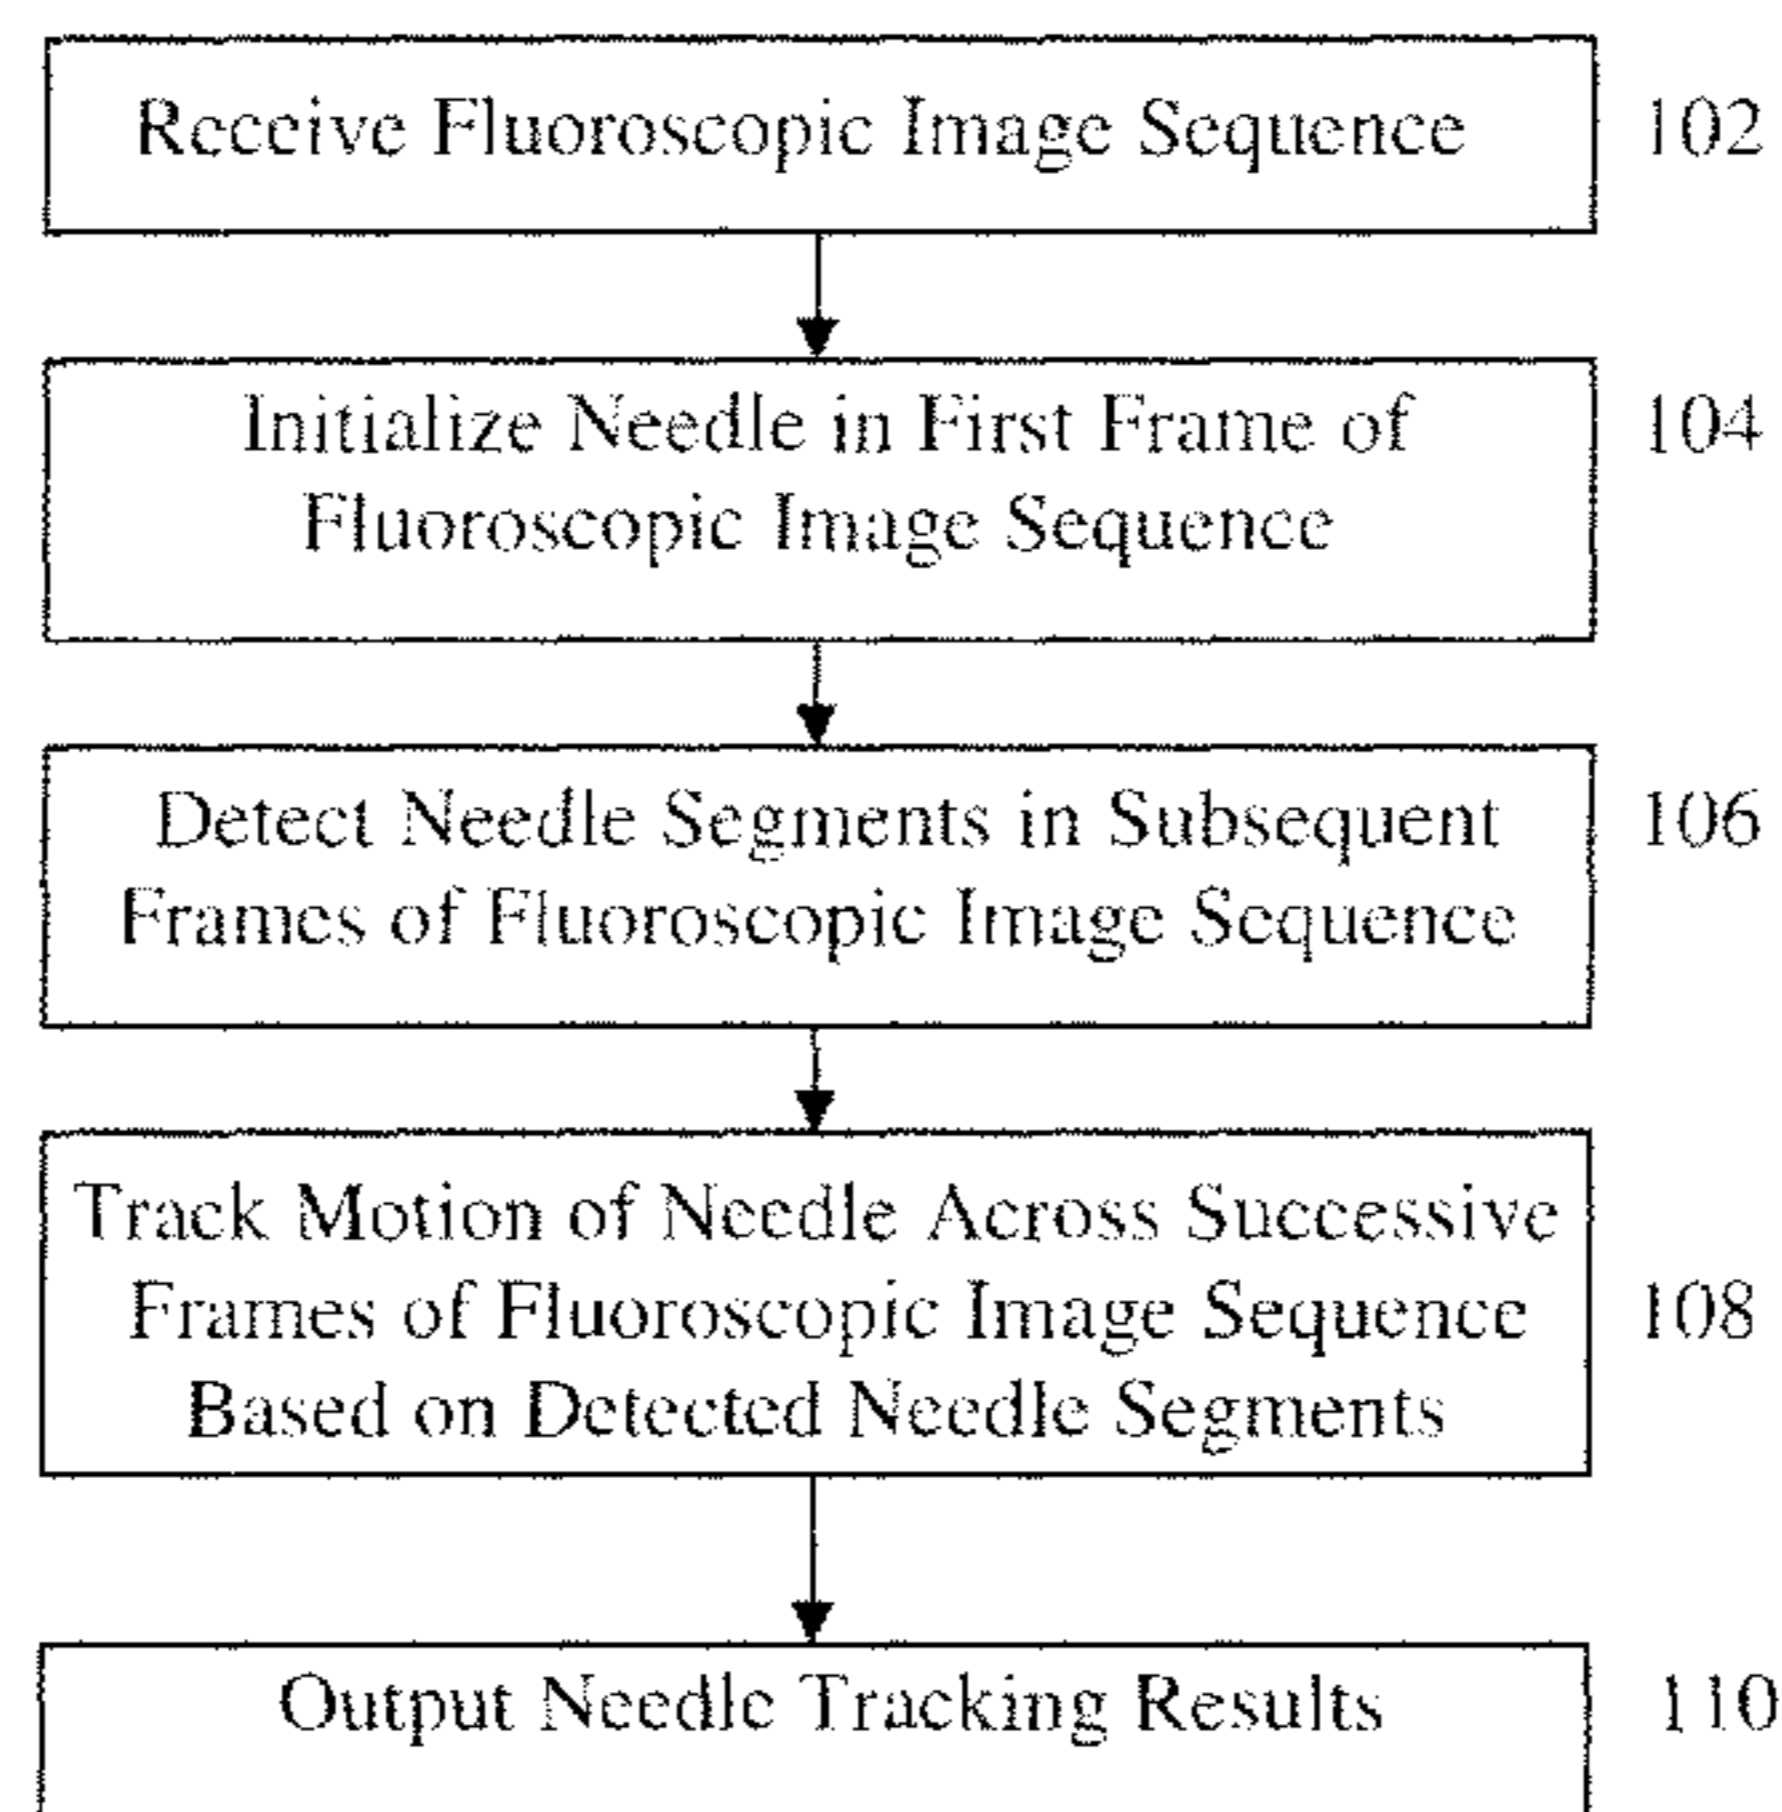 Receive Fluoroscopic Image Sequence 102
Initialize Needle in First Frame of 104
Fluoroscopic Image Sequence
Detect Needle Segments in Subsequent 106
Frames of Fluoroscopic Image Sequence
Track Motion of Needle Across Successive
Frames of Fluoroscopic Image Sequence 108
Based on Detected Needle Segments
Output Needle Tracking Results 110